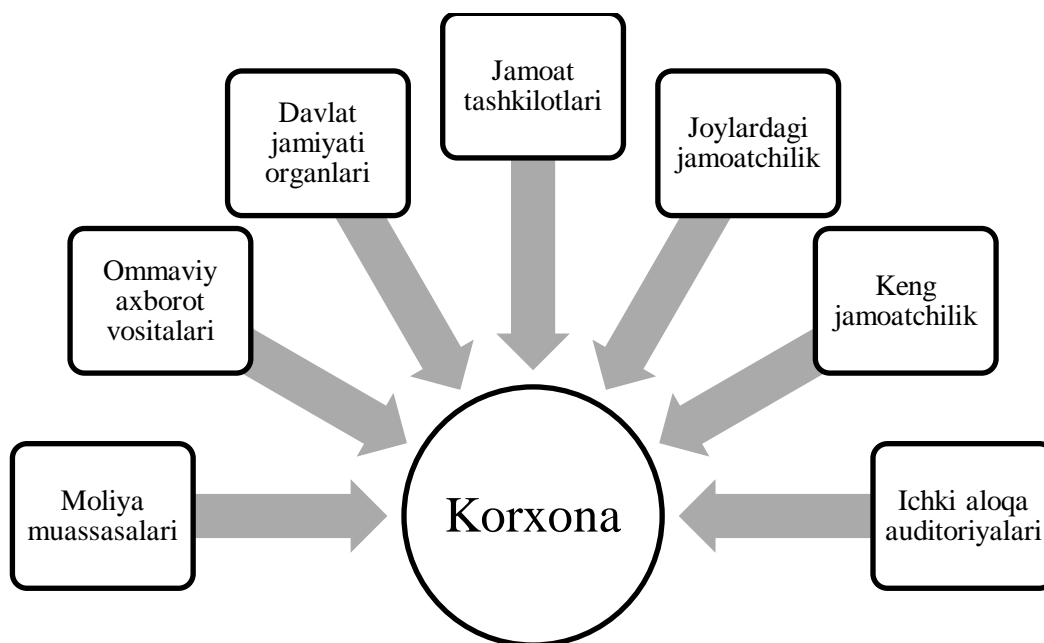 Jamoat
tashkilotlari
Davlat
jamiyati
organlari
Joylardagi
jamoatchilik
Ommaviy
axborot
vositalari
Keng
jamoatchilik
Moliya
muassasalari
Korxona
Ichki aloqa
auditoriyalari